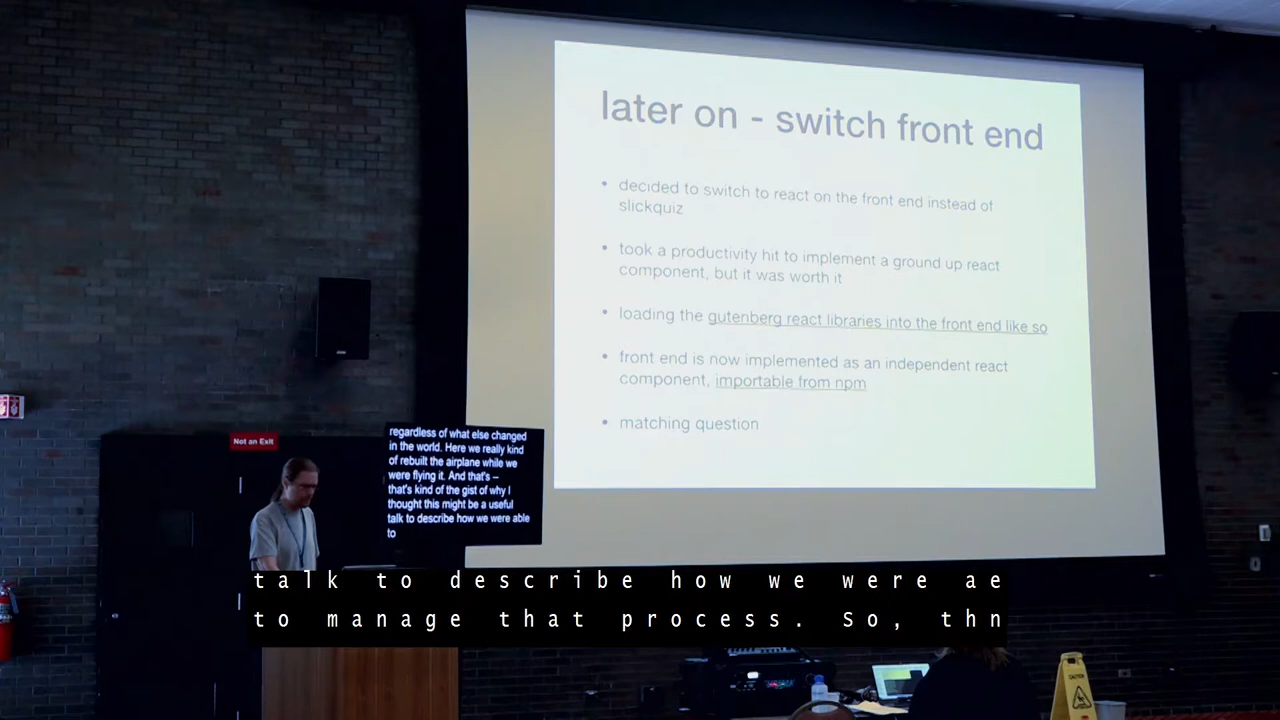 later on - switch front end
• decided to switch to react on the front end instead of
slickquiz
• took a productivity hit to implement a ground up react
component, but it was worth it
• loading the gutenberg react libraries into the front end like so
• front end is now implemented as an independent react
component, importable from npm
• matching question
Not an Exit
regardless of what else changed
in the world. Here we really kind
of rebuilt the airplane while we
were flying it. And that's –
that's kind of the gist of why I
thought this might be a useful
talk to describe how we were able
to
talk to describe how we were ae
to manage that process. So, thn
CAUTION